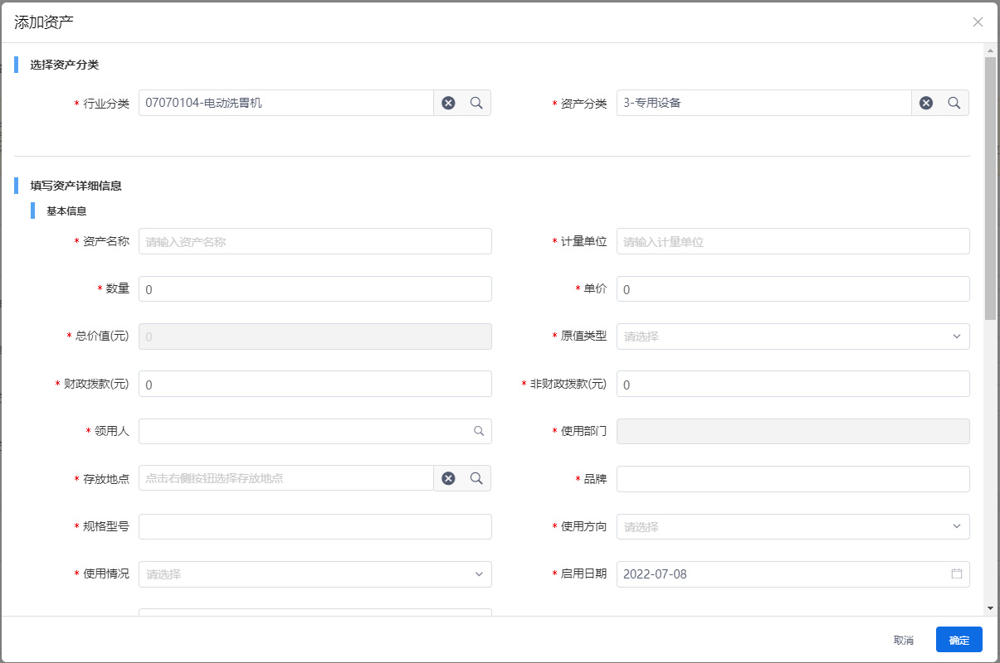 添加资产
选择资产分类
* 行业分类 07070104-电动洗胃机 * 资产分类 3-专用设备
填写资产详细信息
基本信息
* 资产名称 请输入资产名称 * 计量单位 请输入计量单位
* 数量 0 * 单价 0
* 总价值(元) 0 * 原值类型 请选择
* 财政拨款(元) 0 * 非财政拨款(元) 0
* 领用人 * 使用部门
* 存放地点 点击右侧按钮选择存放地点 * 品牌
* 规格型号 * 使用方向 请选择
* 使用情况 请选择 * 启用日期 2022-07-08
取消 确定